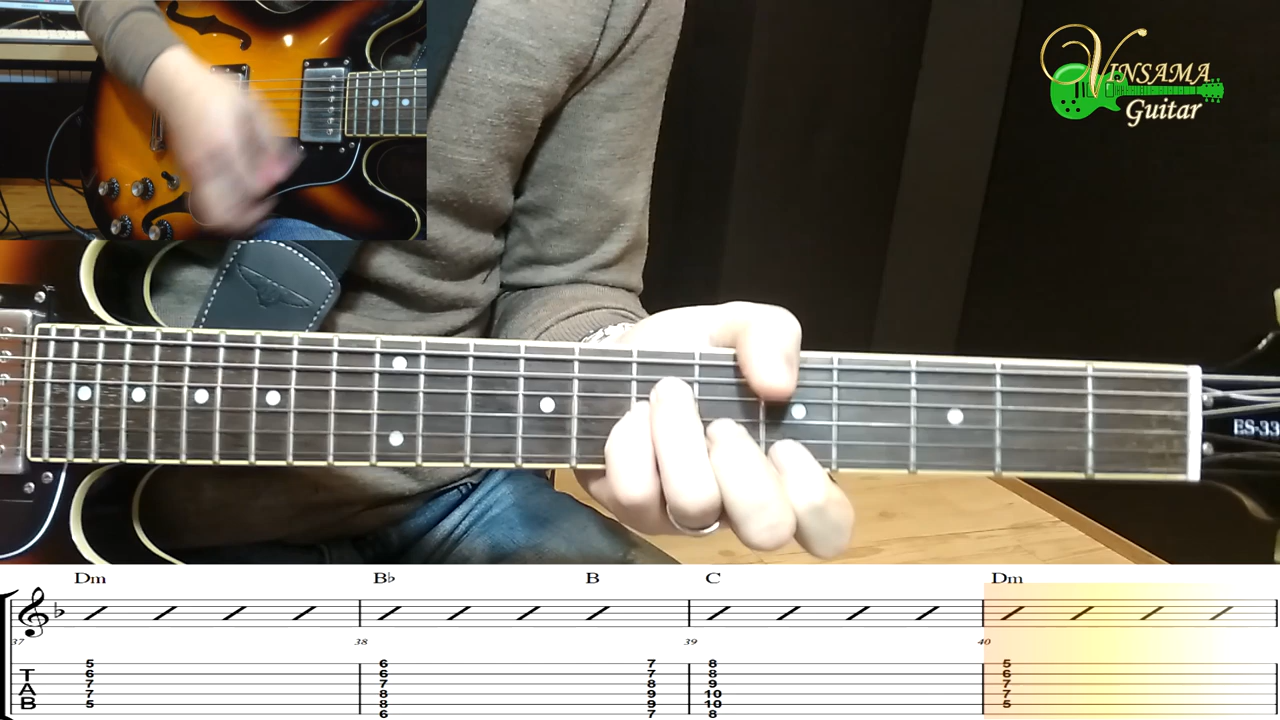 VINSAMA
Guitar
ES-33
Dm B♭ B C Dm
37 38 39 40
5 6 7 8 5
6 6 7 8 6
T 7 7 8 9 7
A 7 8 9 10 7
B 5 8 9 10 5
6 7 8